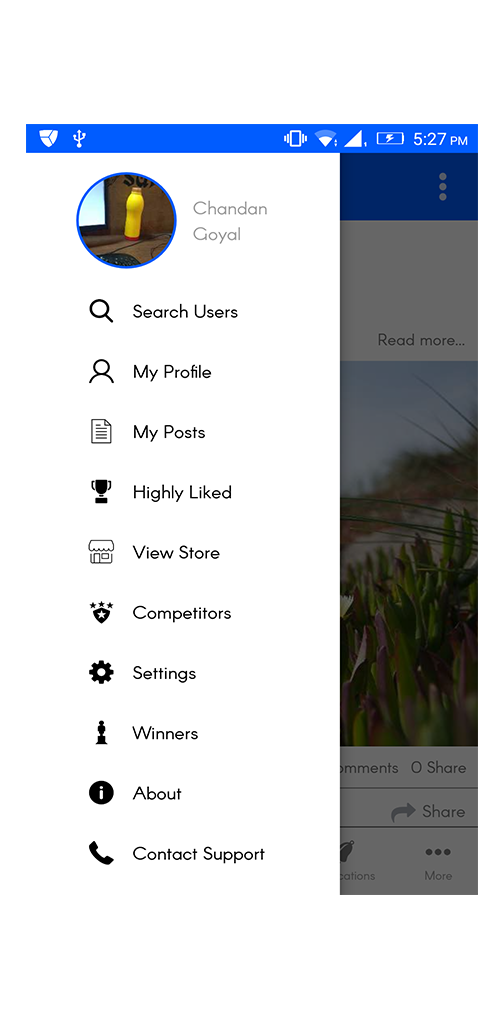 5:27 PM
Chandan
Goyal
Search Users
My Profile
My Posts
Highly Liked
View Store
Competitors
Settings
Winners
About
Contact Support
Read more...
omments 0 Share
Share
cations
More